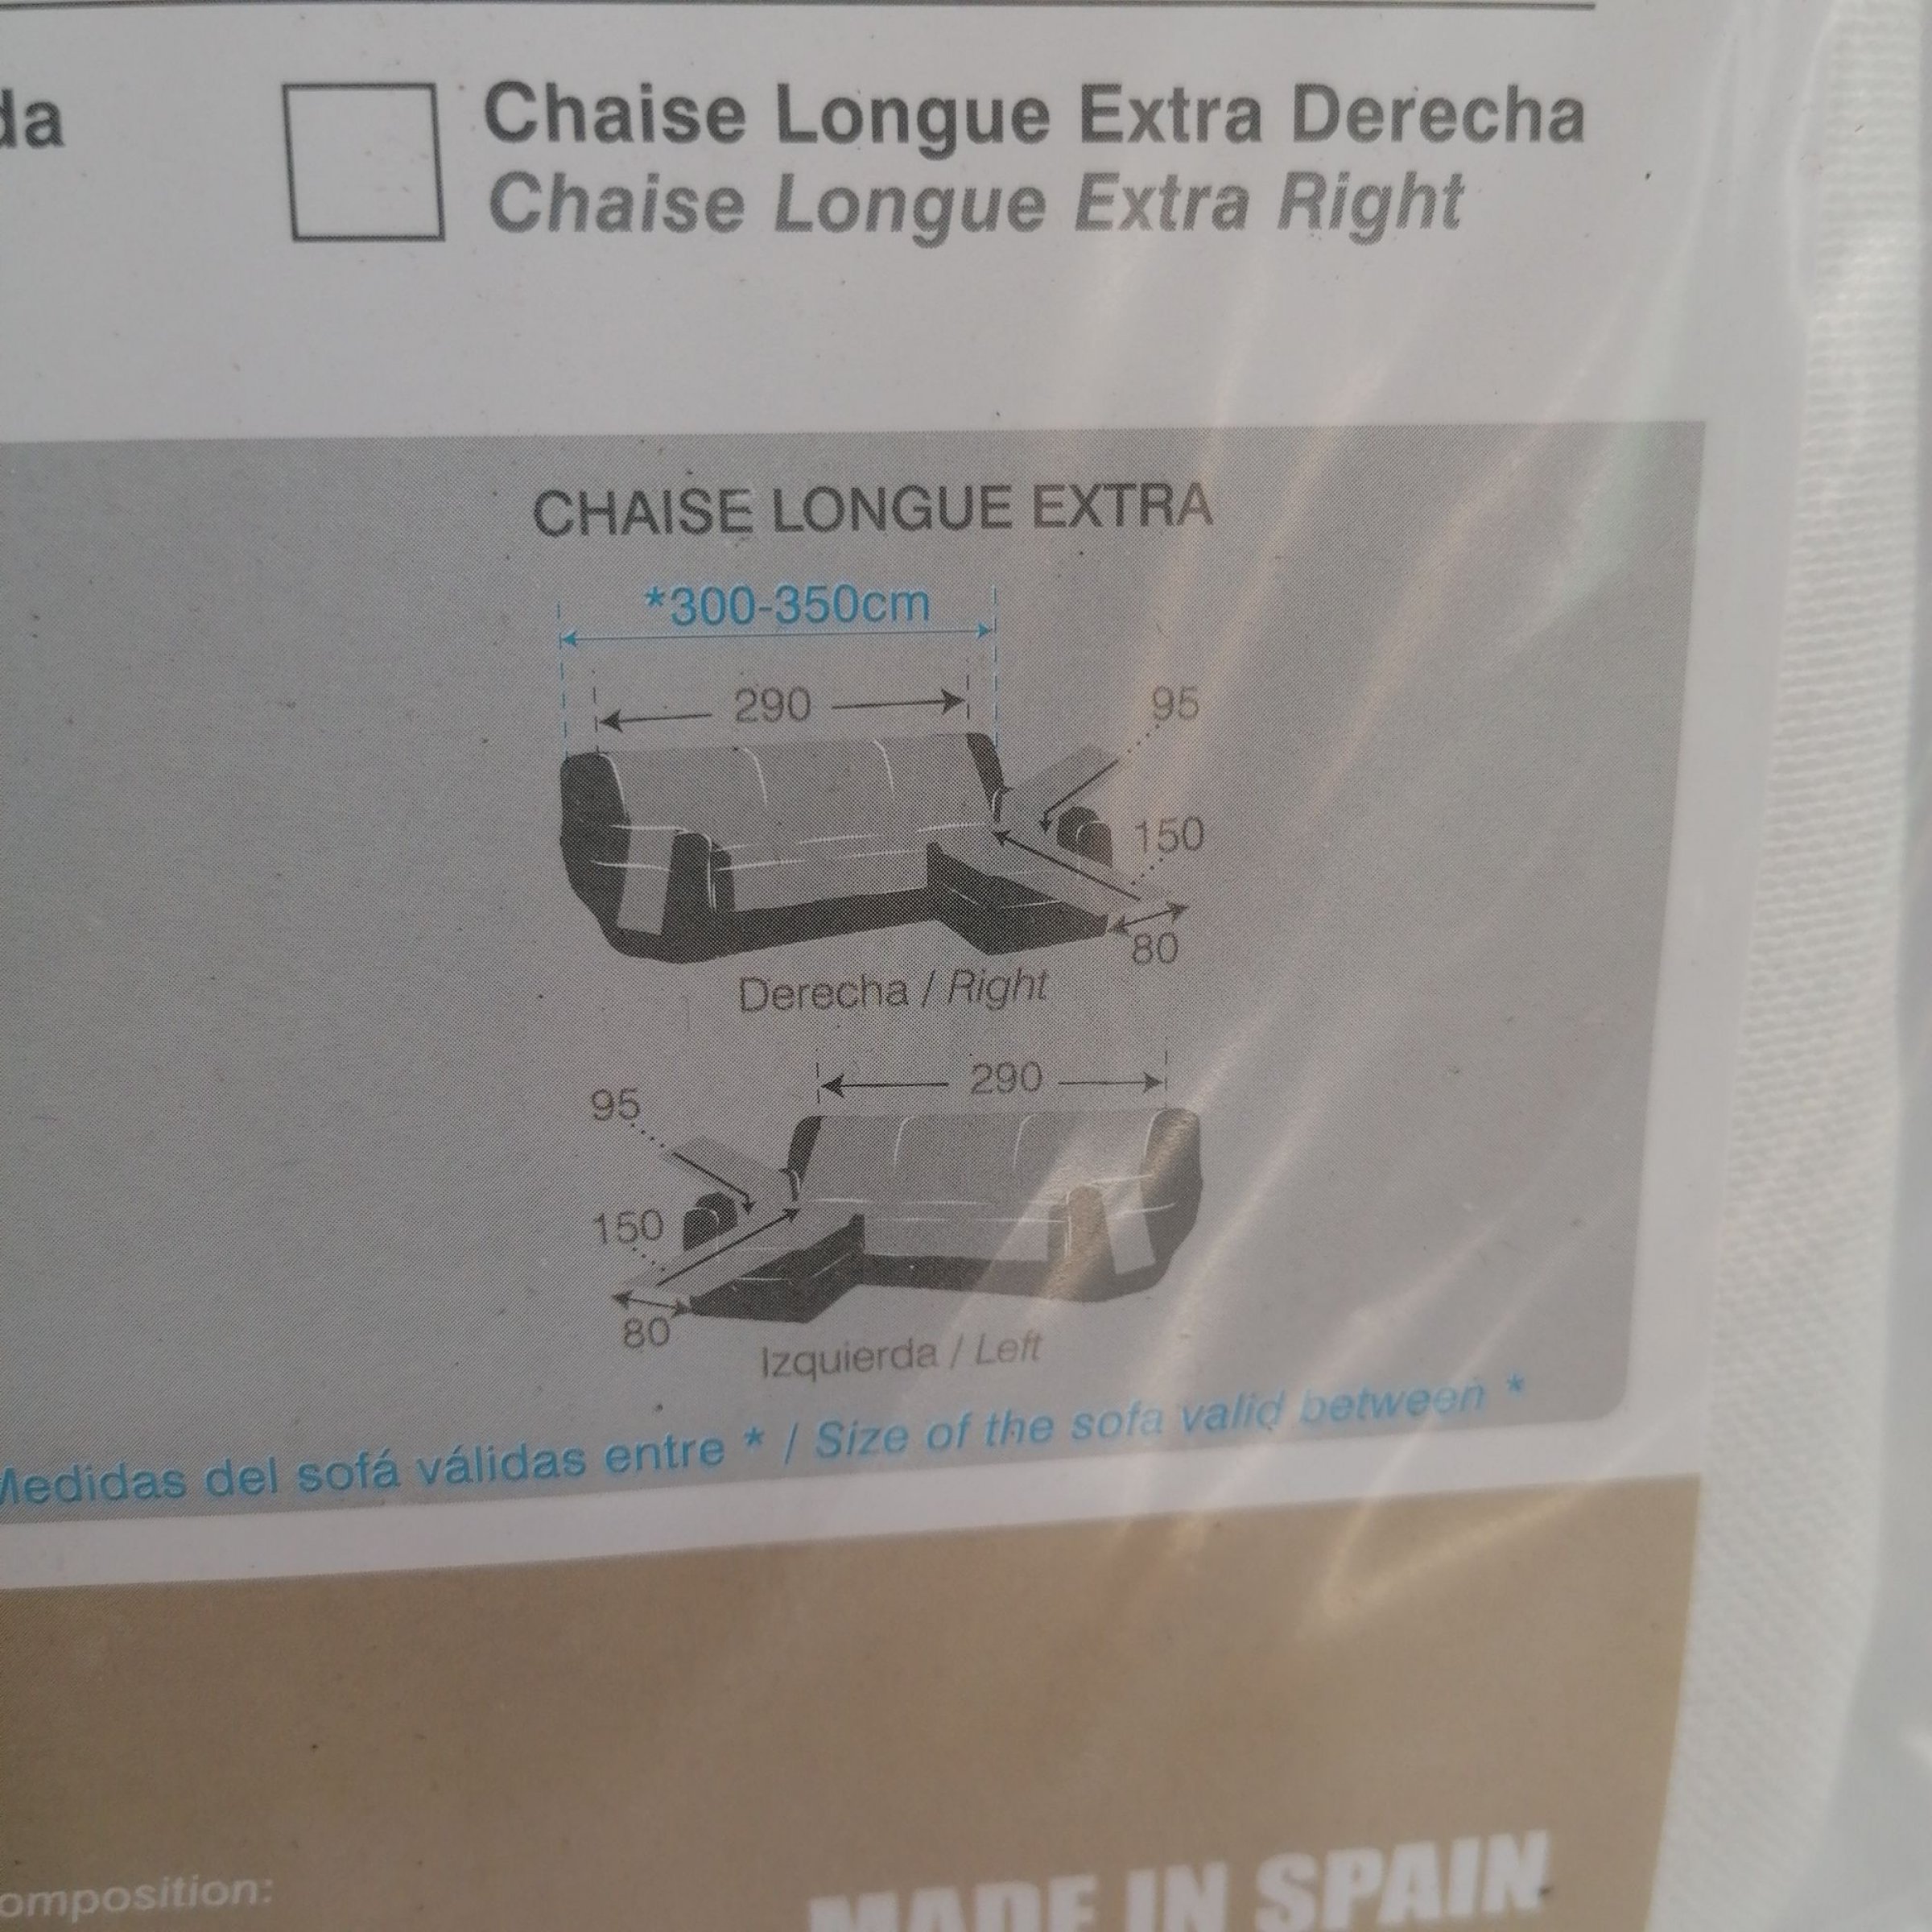 da
Chaise Longue Extra Derecha
Chaise Longue Extra Right
CHAISE LONGUE EXTRA
*300-350cm
290
95
150
80
Derecha / Right
290
95
150
80
Izquierda / Left
Medidas del sofá válidas entre * / Size of the sofa valid between *
omposition:
MADE IN SPAIN